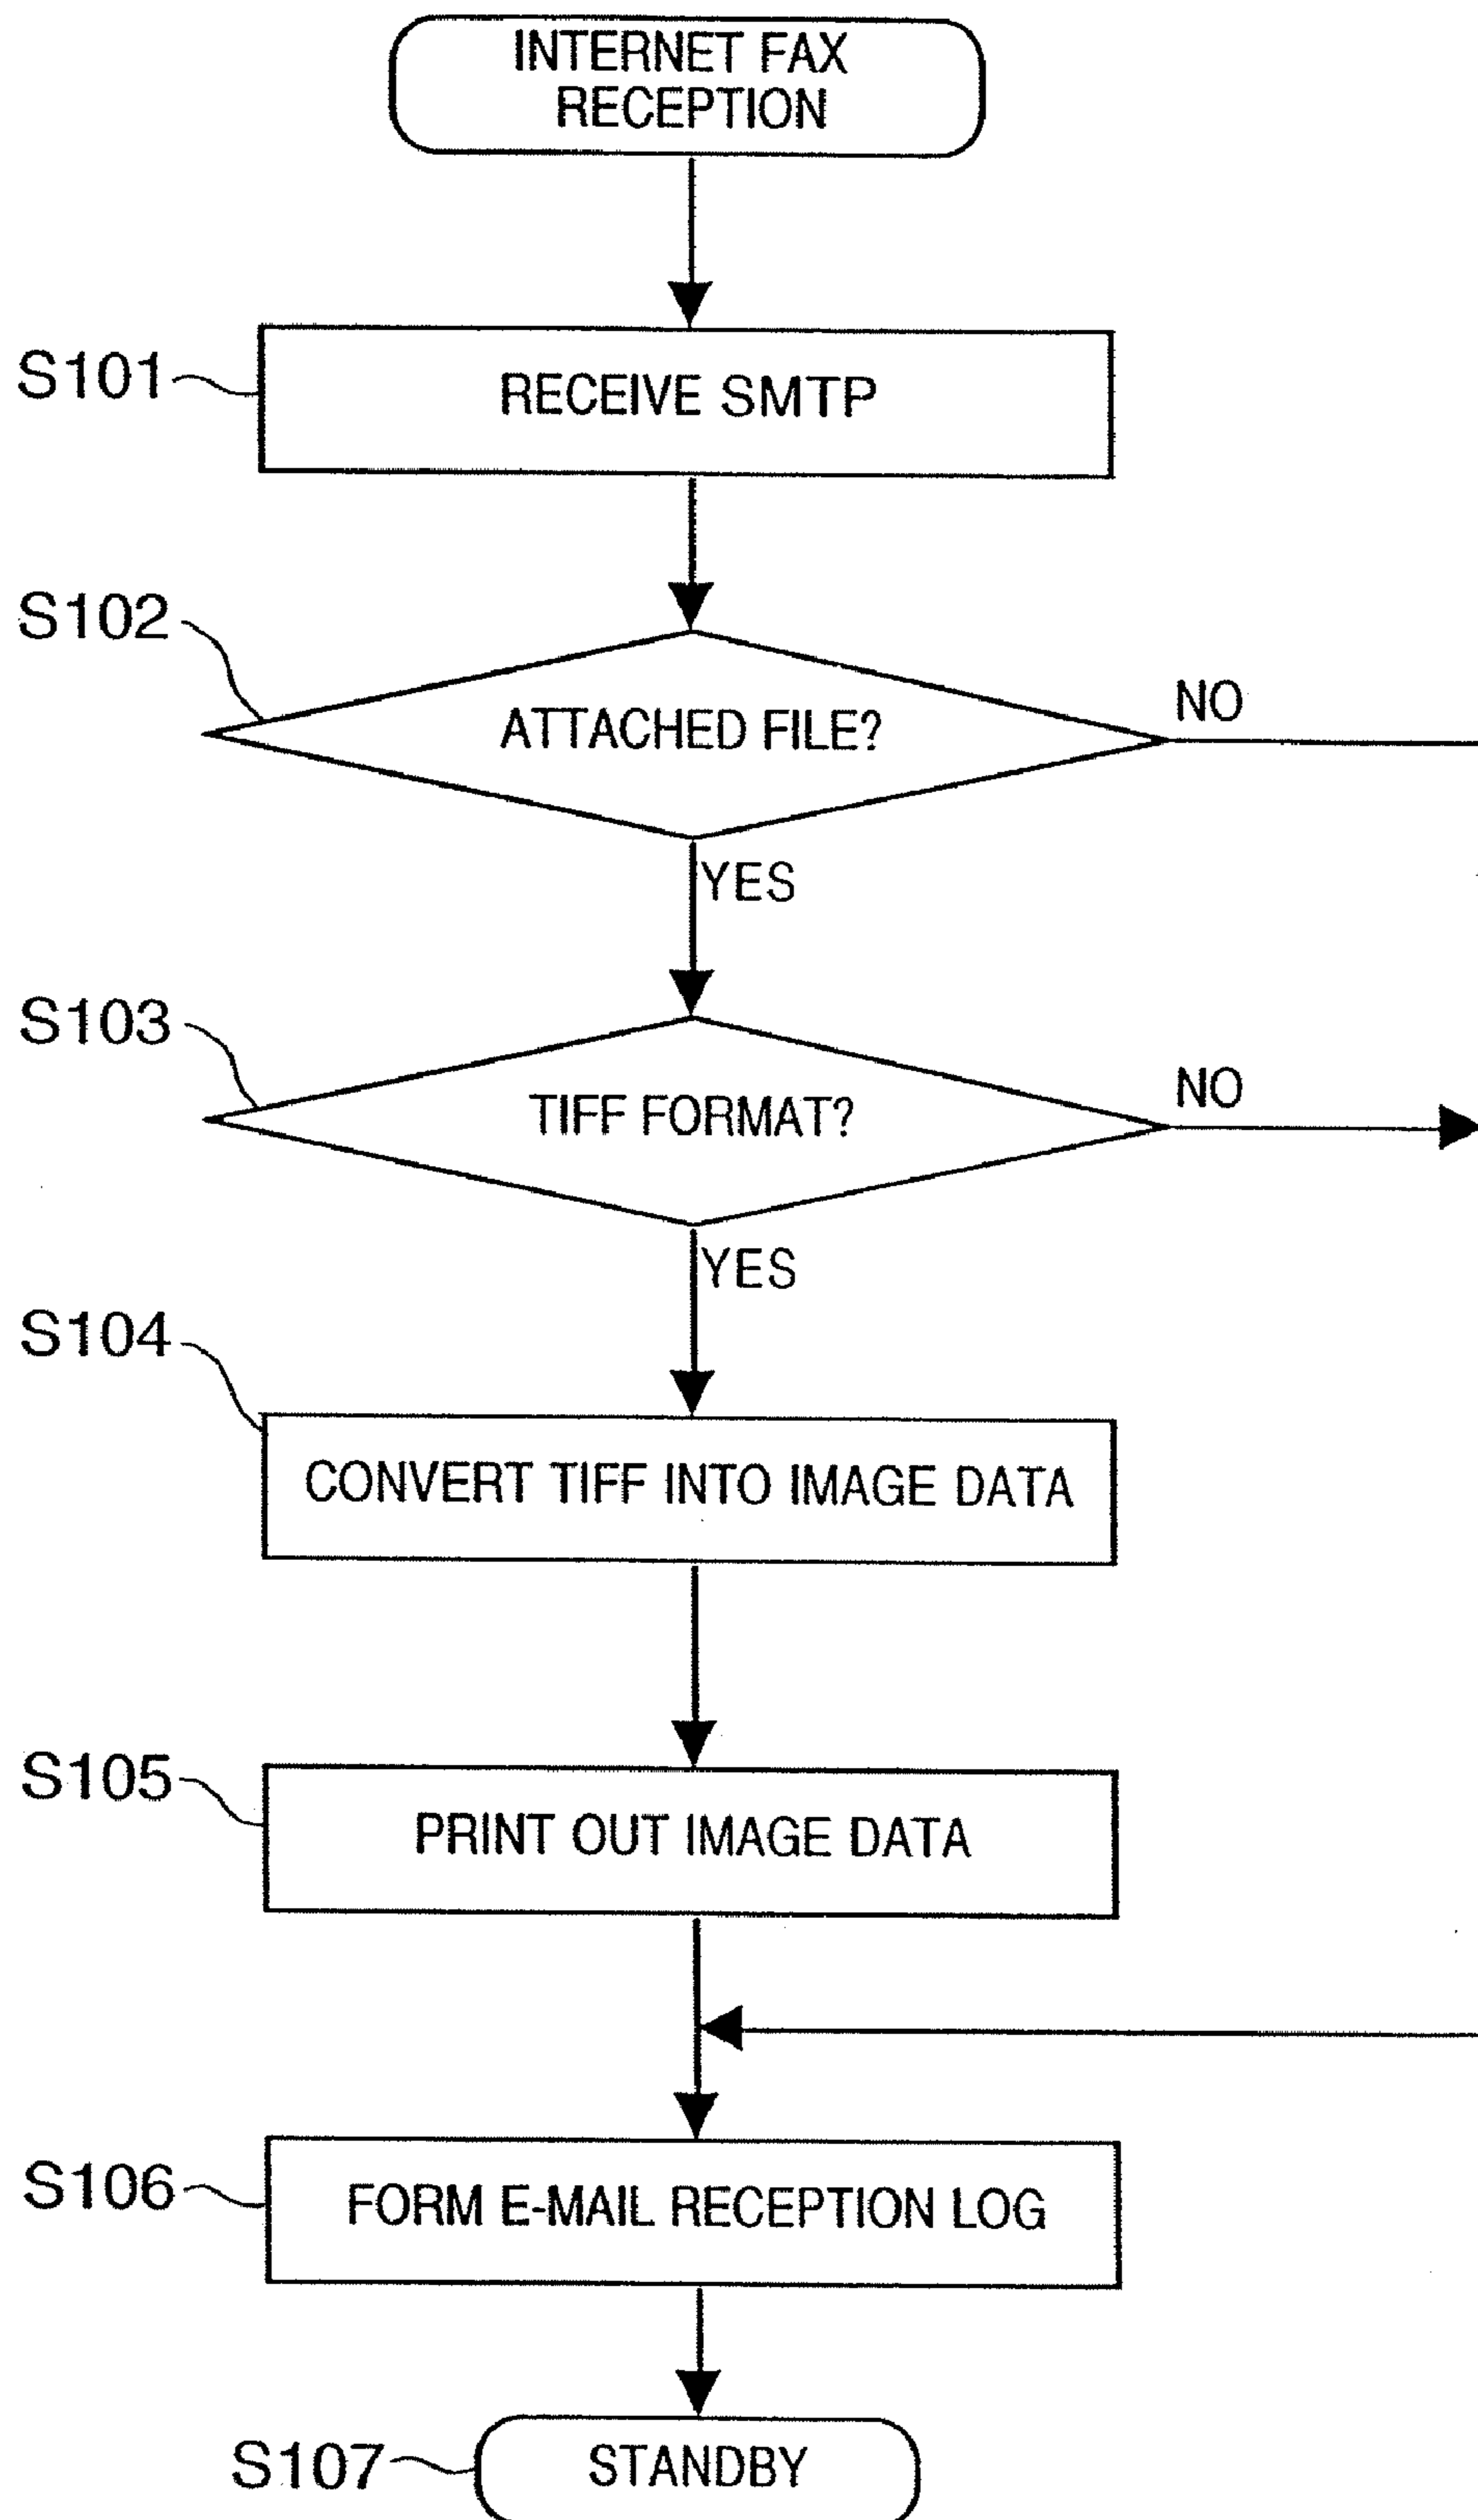 INTERNET FAX
RECEPTION
S101
RECEIVE SMTP
S102
ATTACHED FILE?
NO
YES
S103
TIFF FORMAT?
NO
YES
S104
CONVERT TIFF INTO IMAGE DATA
S105
PRINT OUT IMAGE DATA
S106
FORM E-MAIL RECEPTION LOG
S107
STANDBY